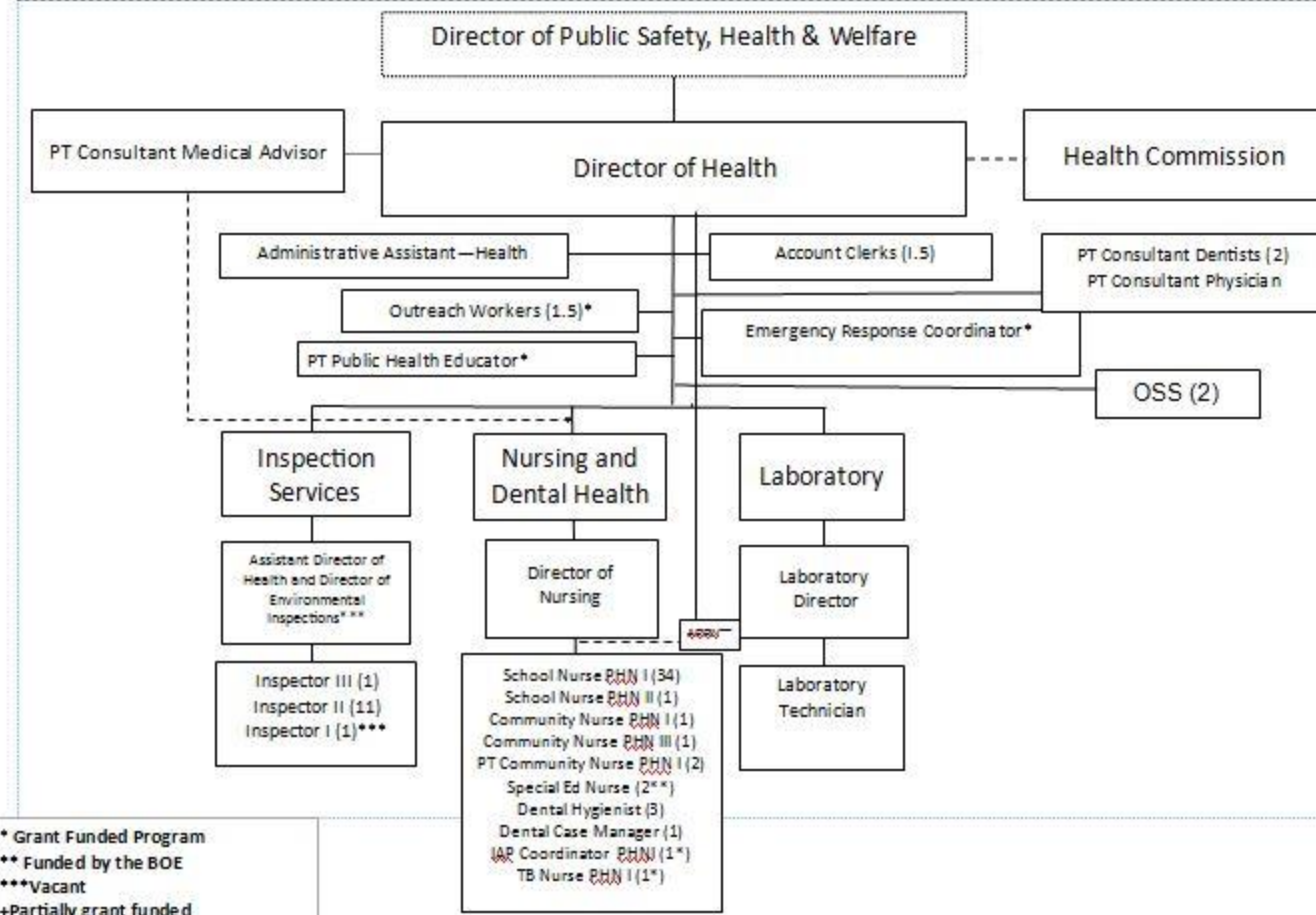 Director of Public Safety, Health & Welfare
PT Consultant Medical Advisor
Director of Health
Health Commission
Administrative Assistant—Health
Account Clerks (I.5)
PT Consultant Dentists (2)
PT Consultant Physician
Outreach Workers (1.5)*
Emergency Response Coordinator*
PT Public Health Educator*
OSS (2)
Inspection
Services
Nursing and
Dental Health
Laboratory
Assistant Director of
Health and Director of
Environmental
Inspections***
Director of
Nursing
Laboratory
Director
Inspector III (1)
Inspector II (11)
Inspector I (1)***
School Nurse PHN I (34)
School Nurse PHN II (1)
Community Nurse PHN I (1)
Community Nurse PHN III (1)
PT Community Nurse PHN I (2)
Special Ed Nurse (2**)
Dental Hygienist (3)
Dental Case Manager (1)
IAP Coordinator PHNI (1*)
TB Nurse PHN I (1*)
Laboratory
Technician
* Grant Funded Program
** Funded by the BOE
***Vacant
+Partially grant funded